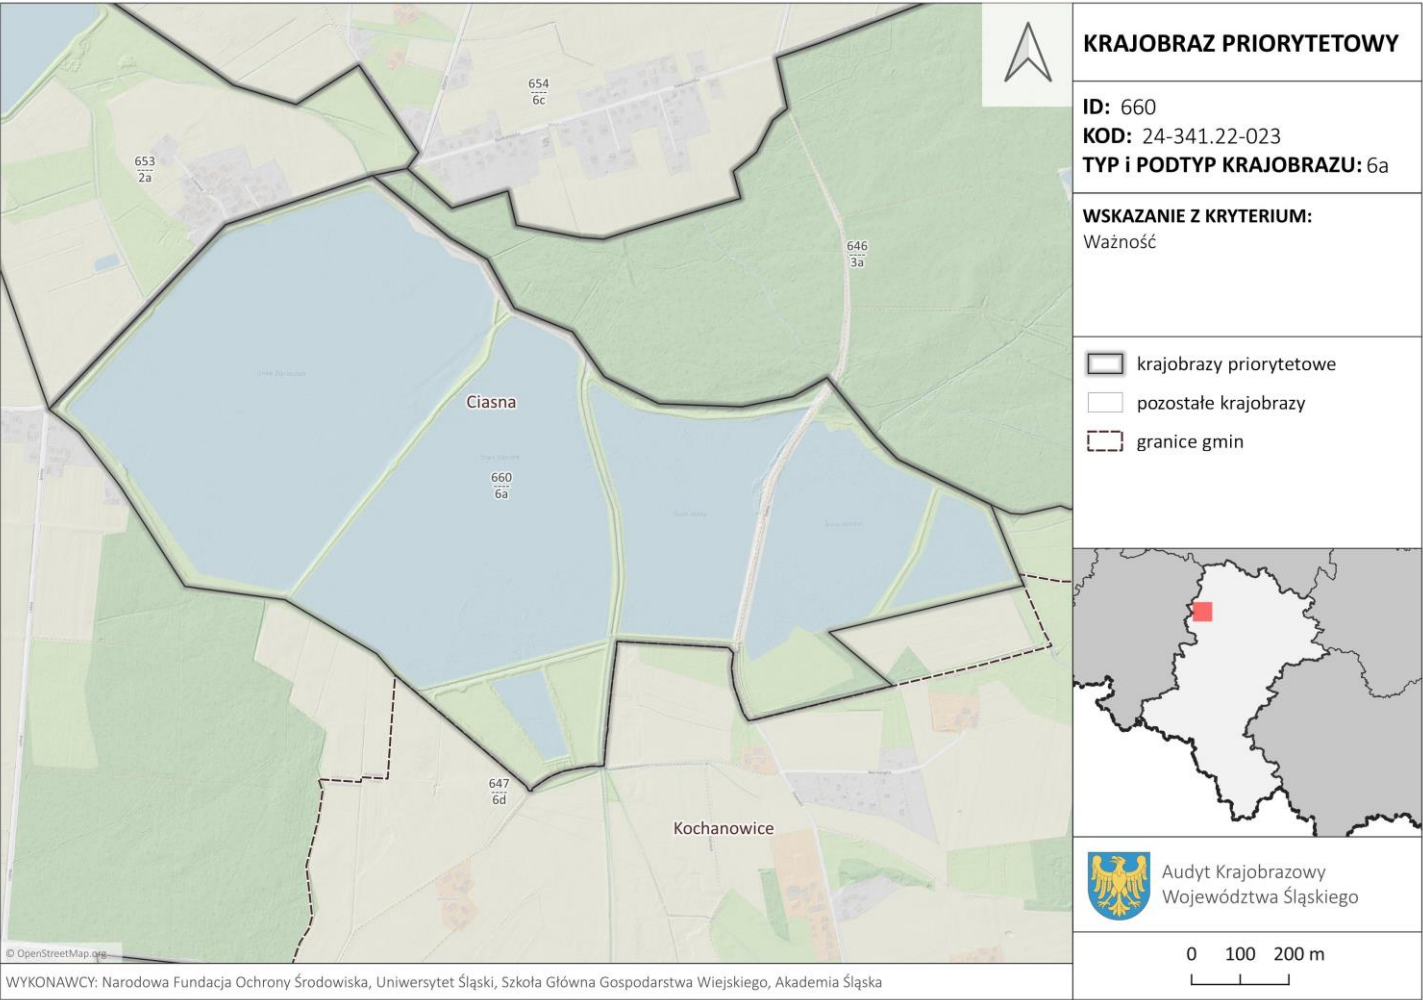 KRAJOBRAZ PRIORYTETOWY
ID: 660
KOD: 24-341.22-023
TYP i PODTYP KRAJOBRAZU: 6a
WSKAZANIE Z KRYTERIUM:
Ważność
krajobrazy priorytetowe
pozostałe krajobrazy
granice gmin
Audyt Krajobrazowy
Województwa Śląskiego
0 100 200 m
654
6c
653
2a
646
3a
Ciasna
660
6a
647
6d
Kochanowice
© OpenStreetMap.org
WYKONAWCY: Narodowa Fundacja Ochrony Środowiska, Uniwersytet Śląski, Szkoła Główna Gospodarstwa Wiejskiego, Akademia Śląska